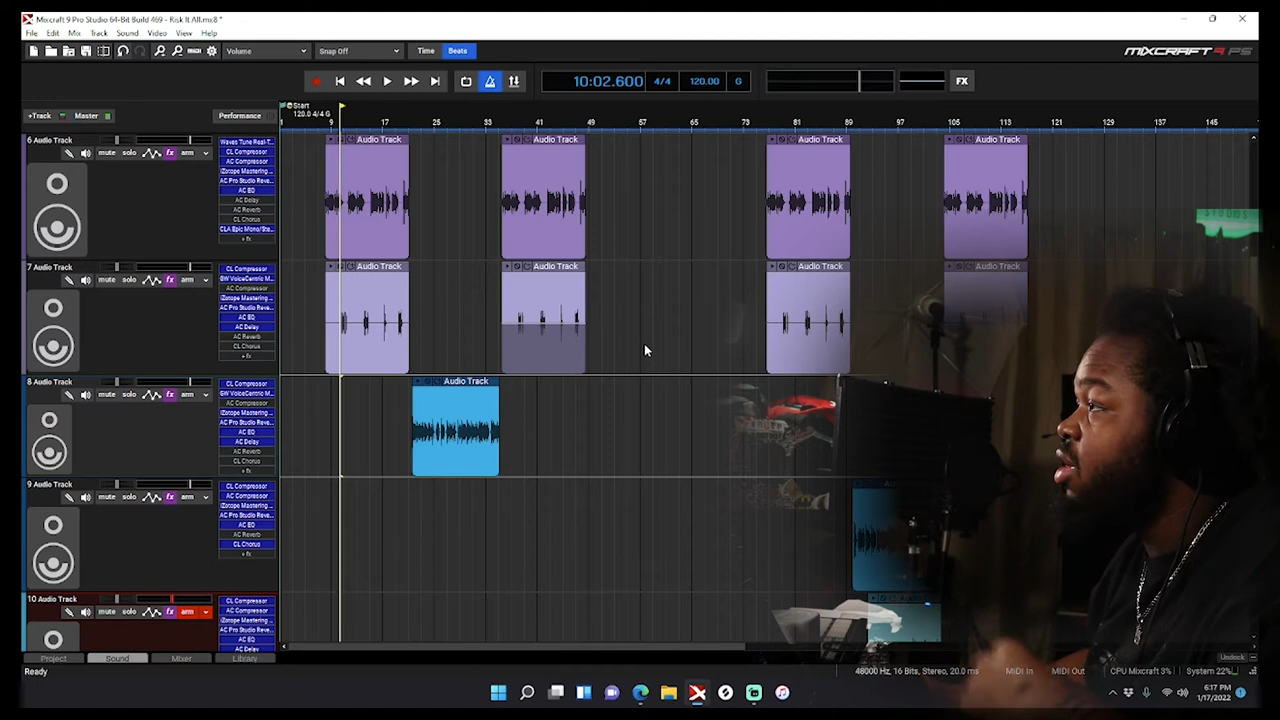 Mixcraft 9 Pro Studio 64-Bit Build 469 - Risk It All.mx8 *
File Edit Mix Track Sound Video View Help
Volume Snap Off Time Beats MIXCRAFT 9 PS
10:02.600 4/4 120.00 G FX
+Track Master Performance
Start
120.0 4/4 G
1 9 17 25 33 41 49 57 65 73 81 89 97 105 113 121 129 137 145
6 Audio Track
mute solo fx arm
Waves Tune Real-T...
CL Compressor
AC Compressor
iZotope Mastering ...
AC Pro Studio Reve...
AC EQ
AC Delay
AC Reverb
CL Chorus
CLA Epic Mono/Ste...
+ fx
Audio Track Audio Track Audio Track Audio Track
7 Audio Track
mute solo fx arm
CL Compressor
GW VoiceCentric M...
AC Compressor
iZotope Mastering ...
AC Pro Studio Reve...
AC EQ
AC Delay
AC Reverb
CL Chorus
+ fx
Audio Track Audio Track Audio Track Audio Track
8 Audio Track
mute solo fx arm
CL Compressor
GW VoiceCentric M...
AC Compressor
iZotope Mastering ...
AC Pro Studio Reve...
AC EQ
AC Delay
AC Reverb
CL Chorus
+ fx
Audio Track
9 Audio Track
mute solo fx arm
CL Compressor
AC Compressor
iZotope Mastering ...
AC Pro Studio Reve...
AC EQ
AC Reverb
CL Chorus
+ fx
10 Audio Track
mute solo fx arm
CL Compressor
AC Compressor
iZotope Mastering ...
AC Pro Studio Reve...
AC EQ
AC Delay
Project Sound Mixer Library Undock
Ready 48000 Hz, 16 Bits, Stereo, 20.0 ms MIDI In MIDI Out CPU Mixcraft 3% System 22%
6:17 PM
1/17/2022